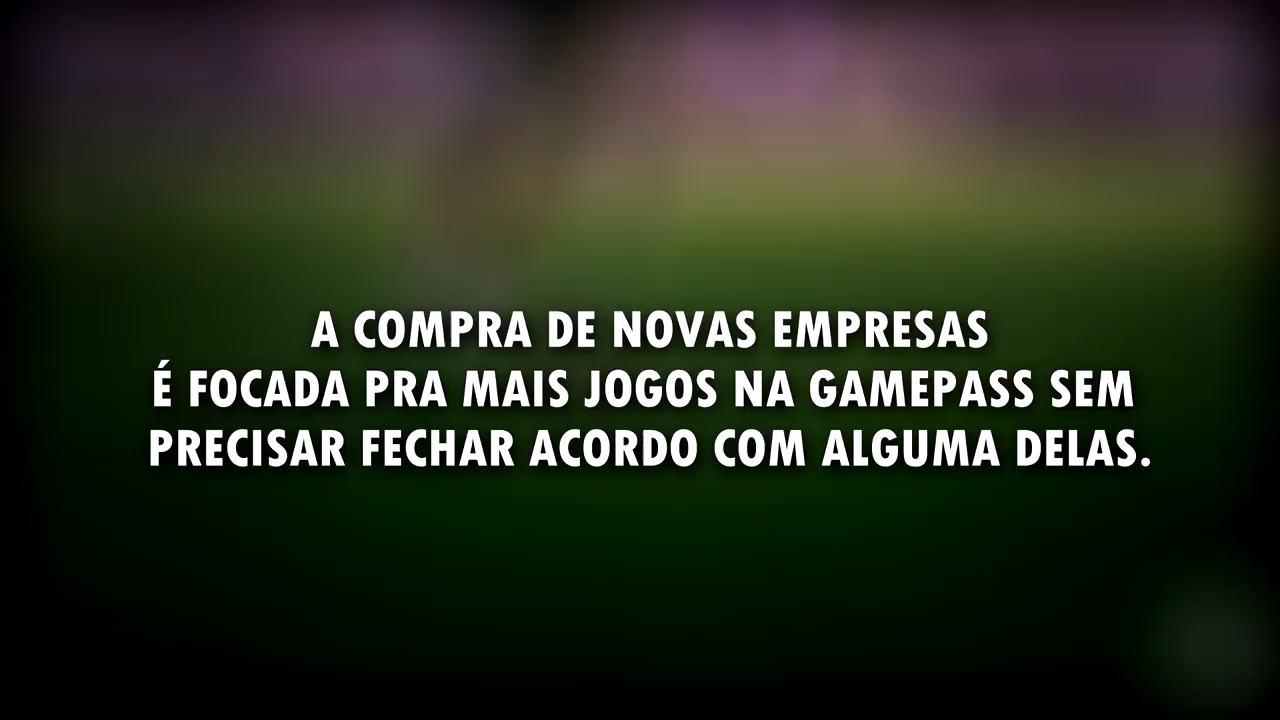 A COMPRA DE NOVAS EMPRESAS
É FOCADA PRA MAIS JOGOS NA GAMEPASS SEM
PRECISAR FECHAR ACORDO COM ALGUMA DELAS.